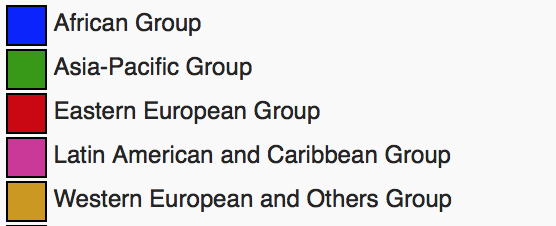 African Group
Asia-Pacific Group
Eastern European Group
Latin American and Caribbean Group
Western European and Others Group